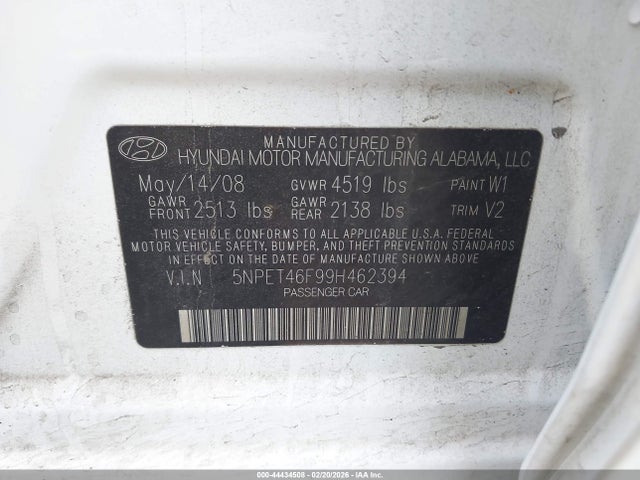 MANUFACTURED BY
HYUNDAI MOTOR MANUFACTURING ALABAMA, LLC
May/14/08 GVWR 4519 lbs PAINT W1
GAWR FRONT 2513 lbs GAWR REAR 2138 lbs TRIM V2
THIS VEHICLE CONFORMS TO ALL APPLICABLE U.S.A. FEDERAL
MOTOR VEHICLE SAFETY, BUMPER, AND THEFT PREVENTION STANDARDS
IN EFFECT ON THE DATE OF MANUFACTURE SHOWN ABOVE.
V.I.N 5NPET46F99H462394
PASSENGER CAR
000-44434508 - 02/20/2026 - Copyright IAA, LLC